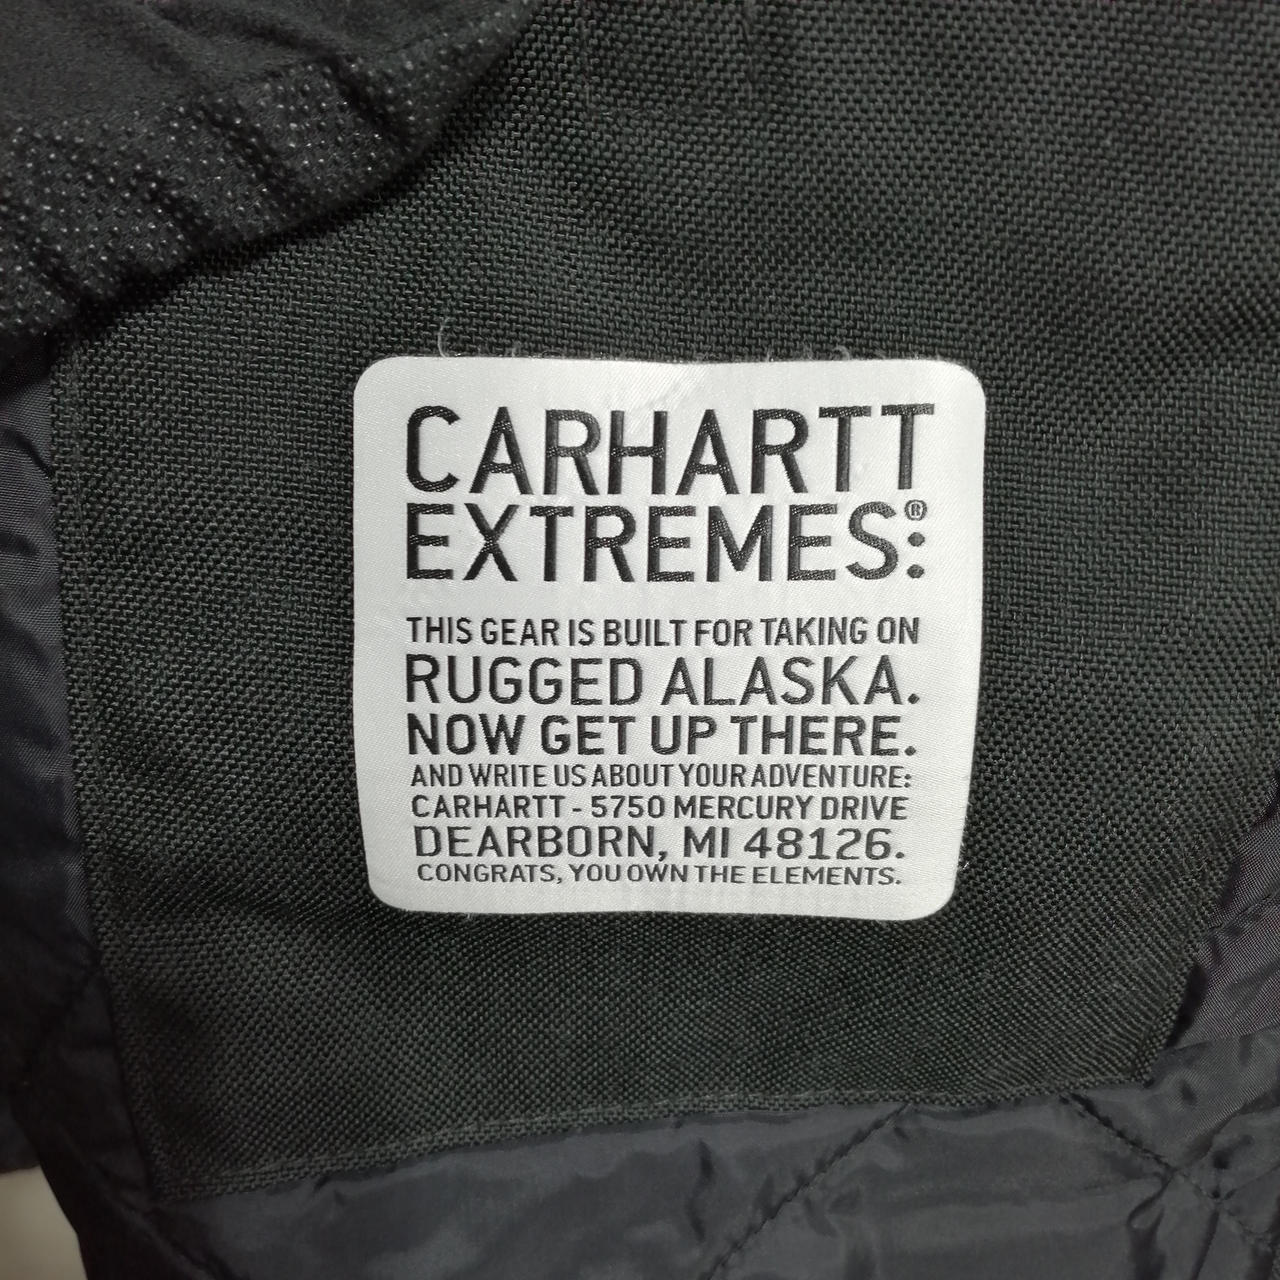 CARHARTT
EXTREMES®:
THIS GEAR IS BUILT FOR TAKING ON
RUGGED ALASKA.
NOW GET UP THERE.
AND WRITE US ABOUT YOUR ADVENTURE:
CARHARTT - 5750 MERCURY DRIVE
DEARBORN, MI 48126.
CONGRATS, YOU OWN THE ELEMENTS.